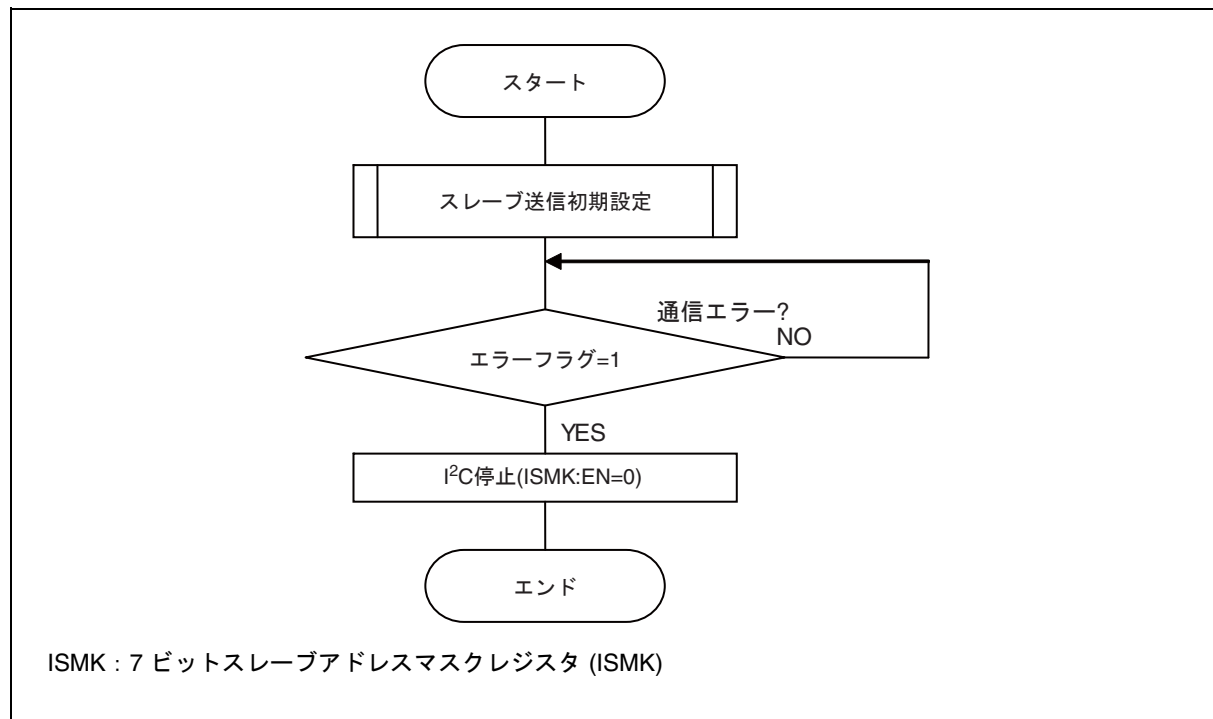 スタート
スレーブ送信初期設定
通信エラー?
NO
エラーフラグ=1
YES
I²C停止(ISMK:EN=0)
エンド
ISMK : 7 ビットスレーブアドレスマスクレジスタ (ISMK)